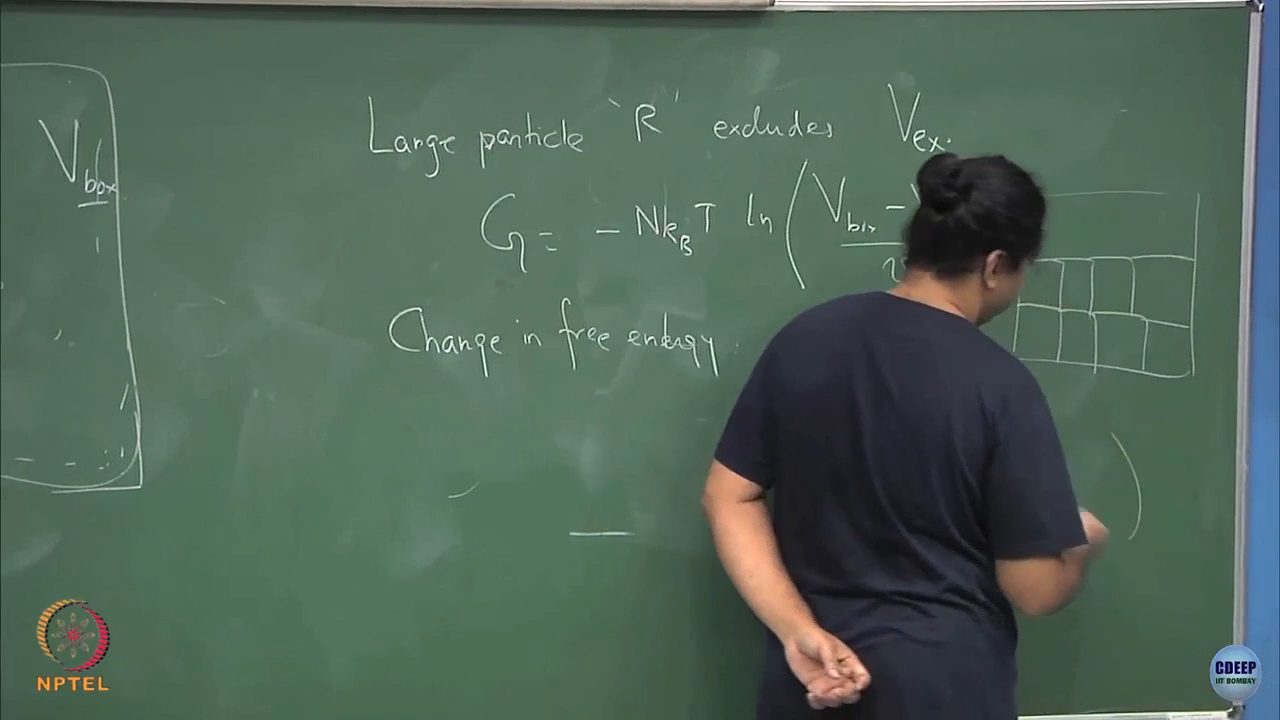 V_box
Large particle 'R' excludes V_ex.
G = - N k_B T ln ( V_box -
Change in free energy
NPTEL
CDEEP
IIT BOMBAY